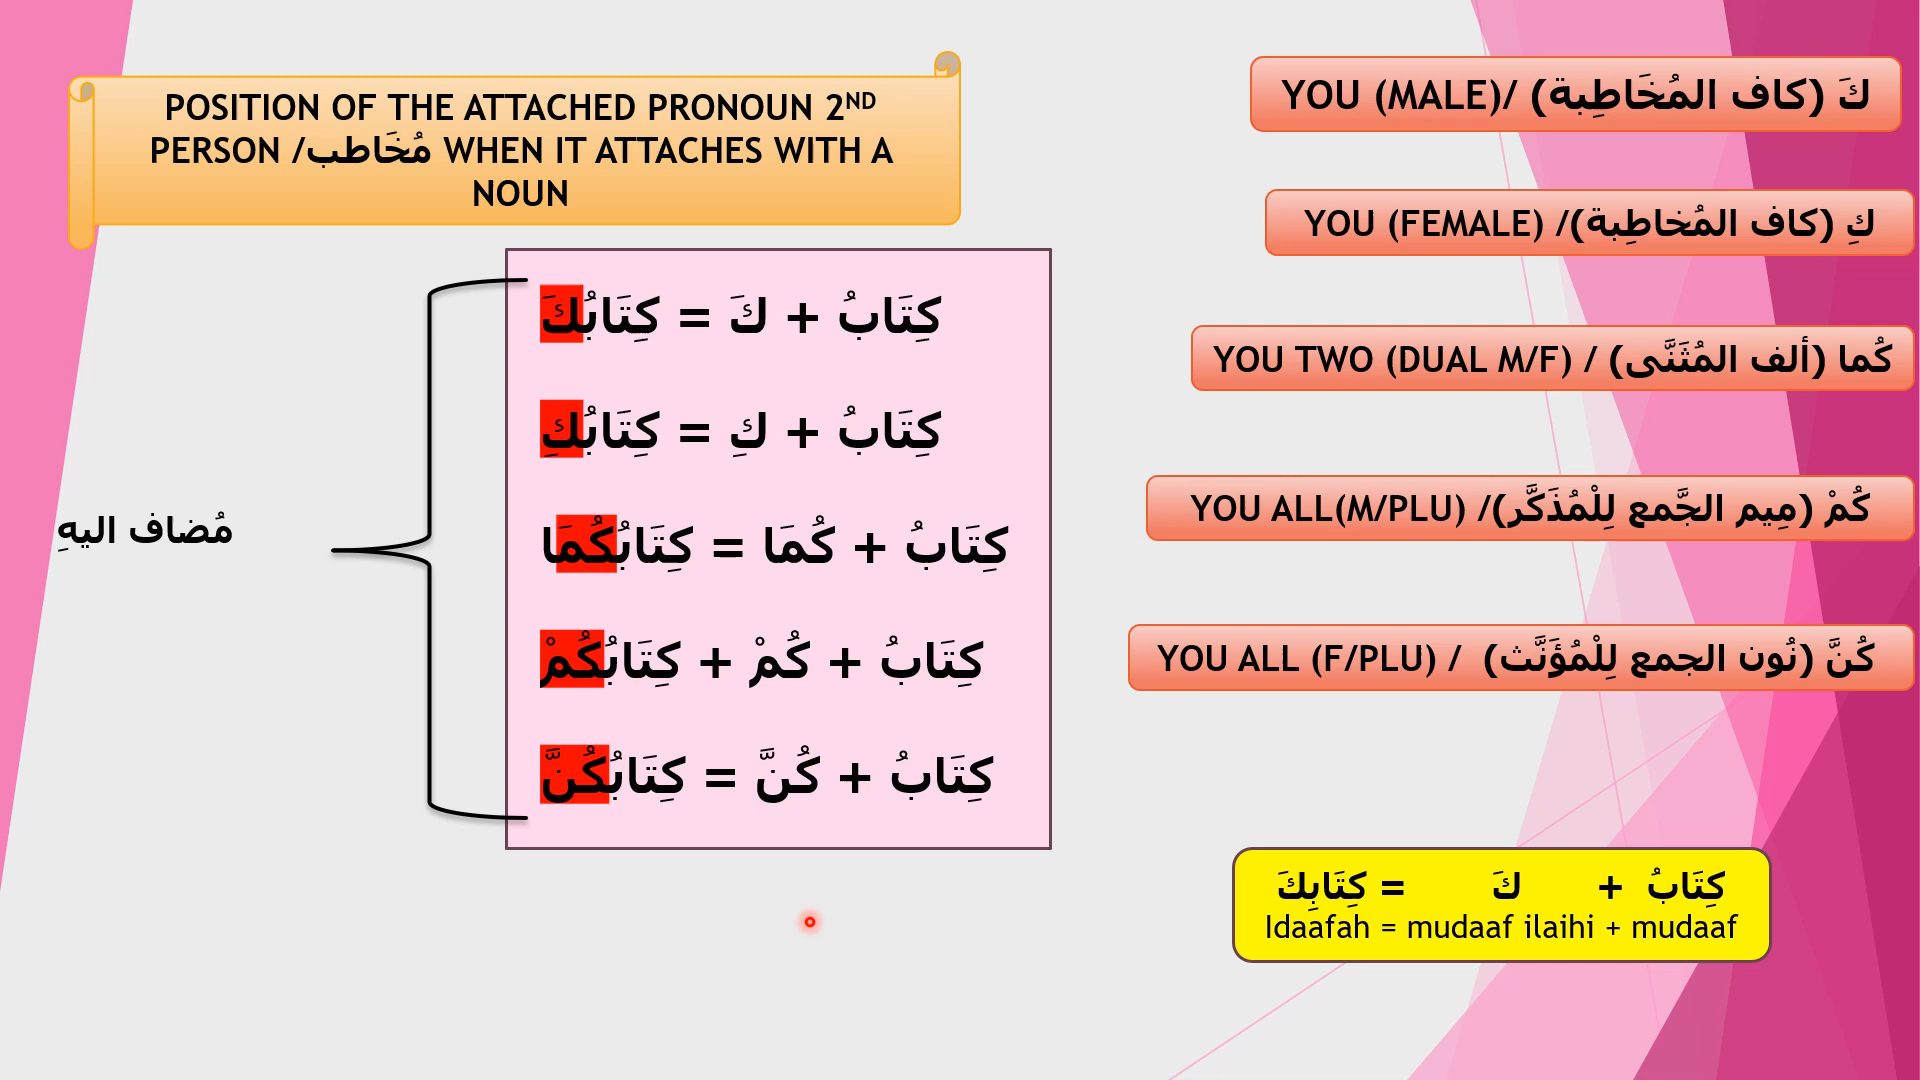 POSITION OF THE ATTACHED PRONOUN 2ND
PERSON /مُخَاطب WHEN IT ATTACHES WITH A
NOUN
YOU (MALE)/ (كاف المُخَاطِبة) كَ
YOU (FEMALE) /(كاف المُخاطِبة) كِ
YOU TWO (DUAL M/F) / (ألف المُثَنَّى) كُما
YOU ALL(M/PLU) /(مِيم الجَّمع لِلْمُذَكَّر) كُمْ
YOU ALL (F/PLU) / (نُون الجمع لِلْمُؤَنَّث) كُنَّ
كِتَابُ + كَ = كِتَابُكَ
كِتَابُ + كِ = كِتَابُكِ
كِتَابُ + كُمَا = كِتَابُكُمَا
كِتَابُ + كُمْ + كِتَابُكُمْ
كِتَابُ + كُنَّ = كِتَابُكُنَّ
مُضاف اليهِ
كِتَابُ + كَ = كِتَابِكَ
Idaafah = mudaaf ilaihi + mudaaf